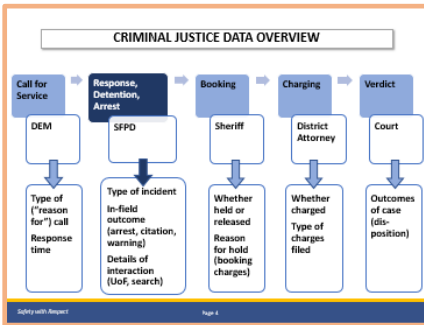 CRIMINAL JUSTICE DATA OVERVIEW
Call for
Service
Response,
Detention,
Arrest
Booking
Charging
Verdict
DEM
SFPD
Sheriff
District
Attorney
Court
Type of
("reason
for") call
Response
time
Type of incident
In-field
outcome
(arrest, citation,
warning)
Details of
interaction
(UoF, search)
Whether
held or
released
Reason
for hold
(booking
charges)
Whether
charged
Type of
charges
filed
Outcomes
of case
(dis-
position)
Safety with Respect
Page 4